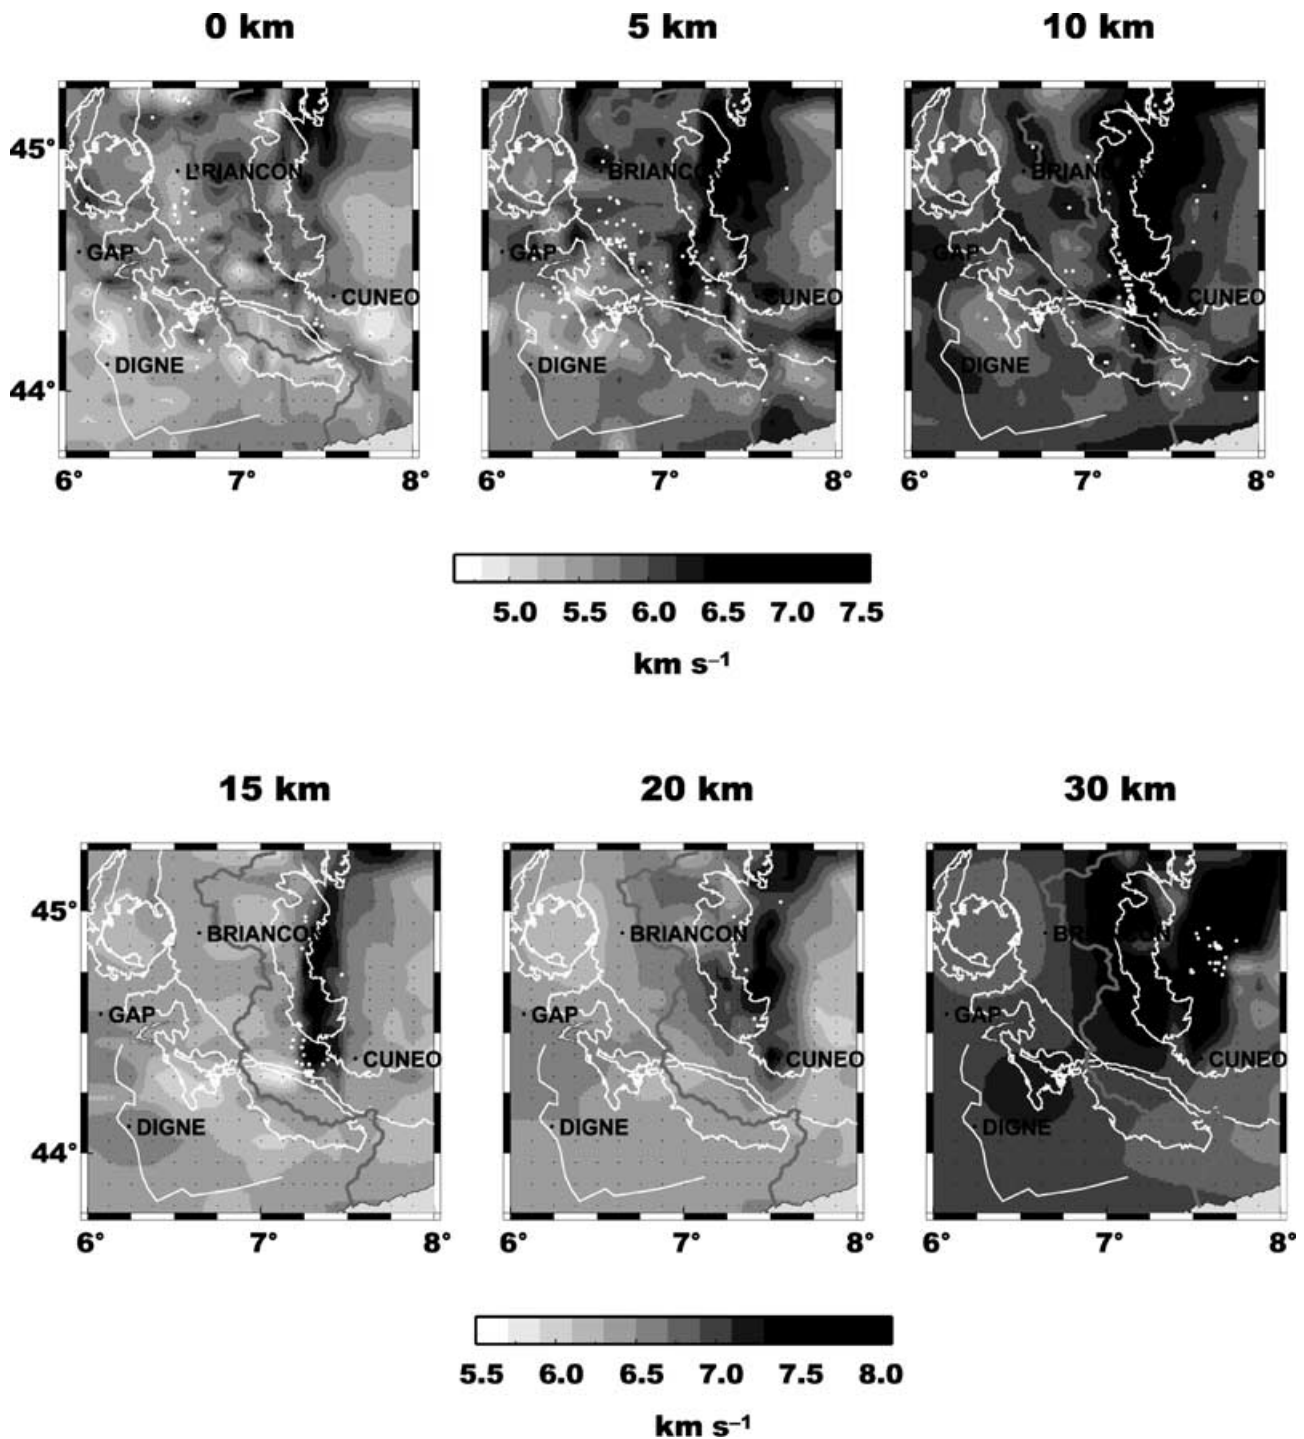 0 km 5 km 10 km
45° BRIANCON BRIANCON BRIANCON
GAP GAP GAP
CUNEO CUNEO CUNEO
DIGNE DIGNE DIGNE
44°
6° 7° 8° 6° 7° 8° 6° 7° 8°
5.0 5.5 6.0 6.5 7.0 7.5
km s⁻¹
15 km 20 km 30 km
45° BRIANCON BRIANCON BRIANCON
GAP GAP GAP
CUNEO CUNEO CUNEO
DIGNE DIGNE DIGNE
44°
6° 7° 8° 6° 7° 8° 6° 7° 8°
5.5 6.0 6.5 7.0 7.5 8.0
km s⁻¹